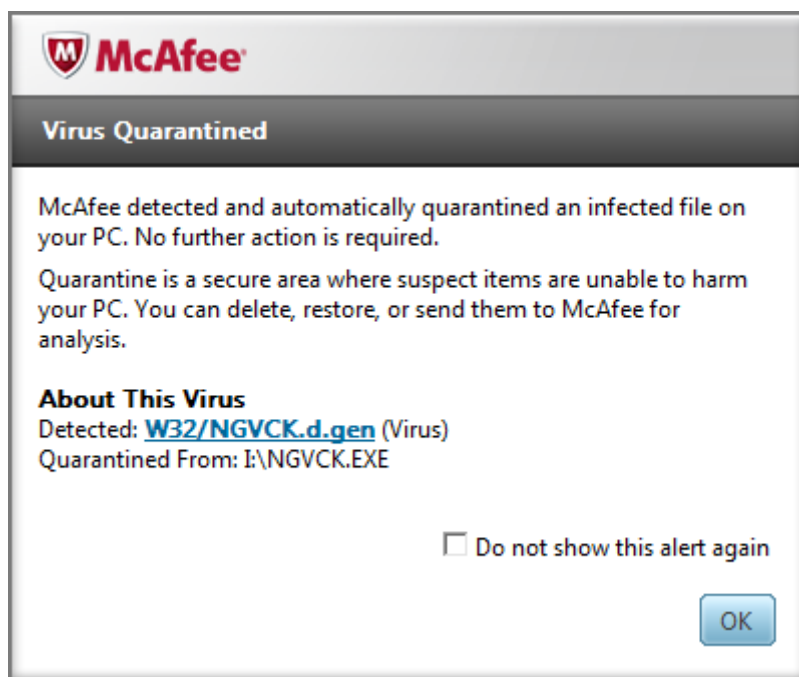 McAfee
Virus Quarantined
McAfee detected and automatically quarantined an infected file on
your PC. No further action is required.
Quarantine is a secure area where suspect items are unable to harm
your PC. You can delete, restore, or send them to McAfee for
analysis.
About This Virus
Detected: W32/NGVCK.d.gen (Virus)
Quarantined From: I:\NGVCK.EXE
Do not show this alert again
OK